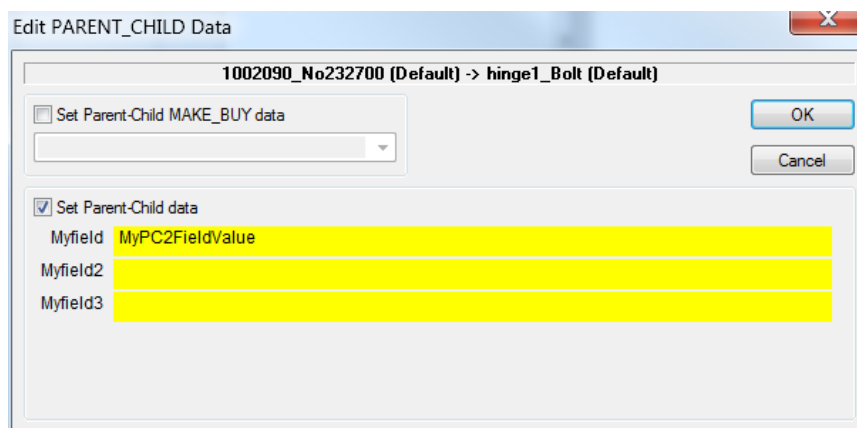 Edit PARENT_CHILD Data
1002090_No232700 (Default) -> hinge1_Bolt (Default)
Set Parent-Child MAKE_BUY data
OK
Cancel
Set Parent-Child data
Myfield MyPC2FieldValue
Myfield2
Myfield3